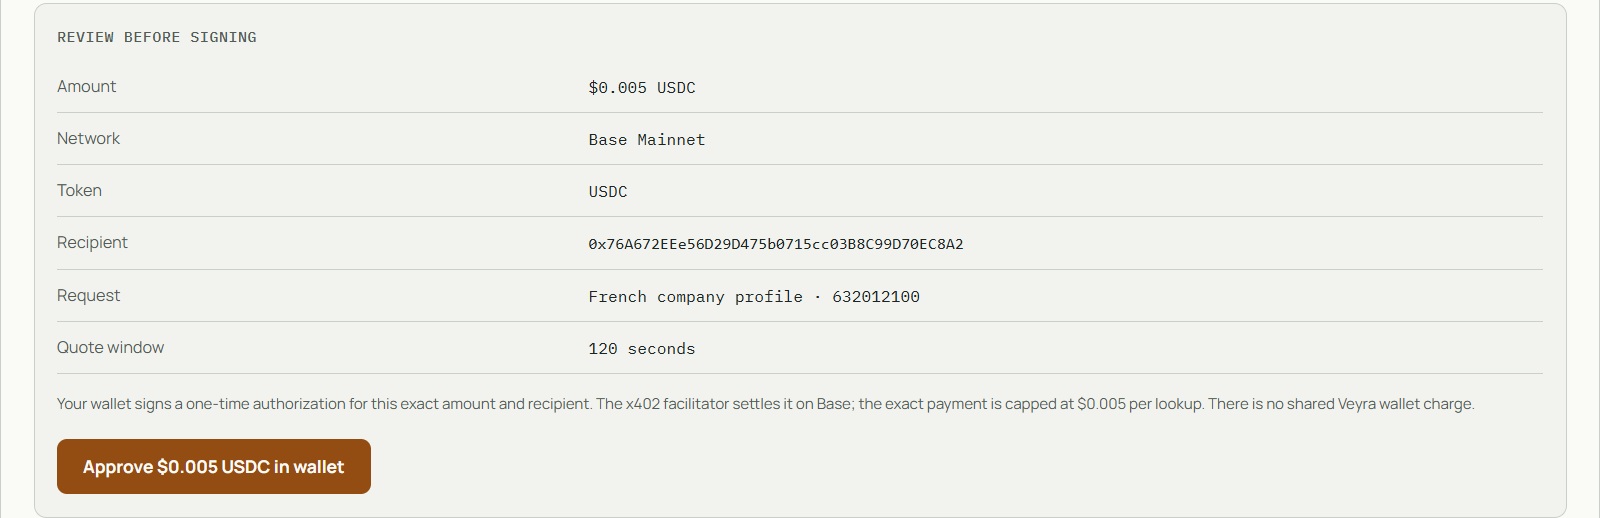 REVIEW BEFORE SIGNING
Amount $0.005 USDC
Network Base Mainnet
Token USDC
Recipient 0x76A672EEe56D29D475b0715cc03B8C99D70EC8A2
Request French company profile · 632012100
Quote window 120 seconds
Your wallet signs a one-time authorization for this exact amount and recipient. The x402 facilitator settles it on Base; the exact payment is capped at $0.005 per lookup. There is no shared Veyra wallet charge.
Approve $0.005 USDC in wallet